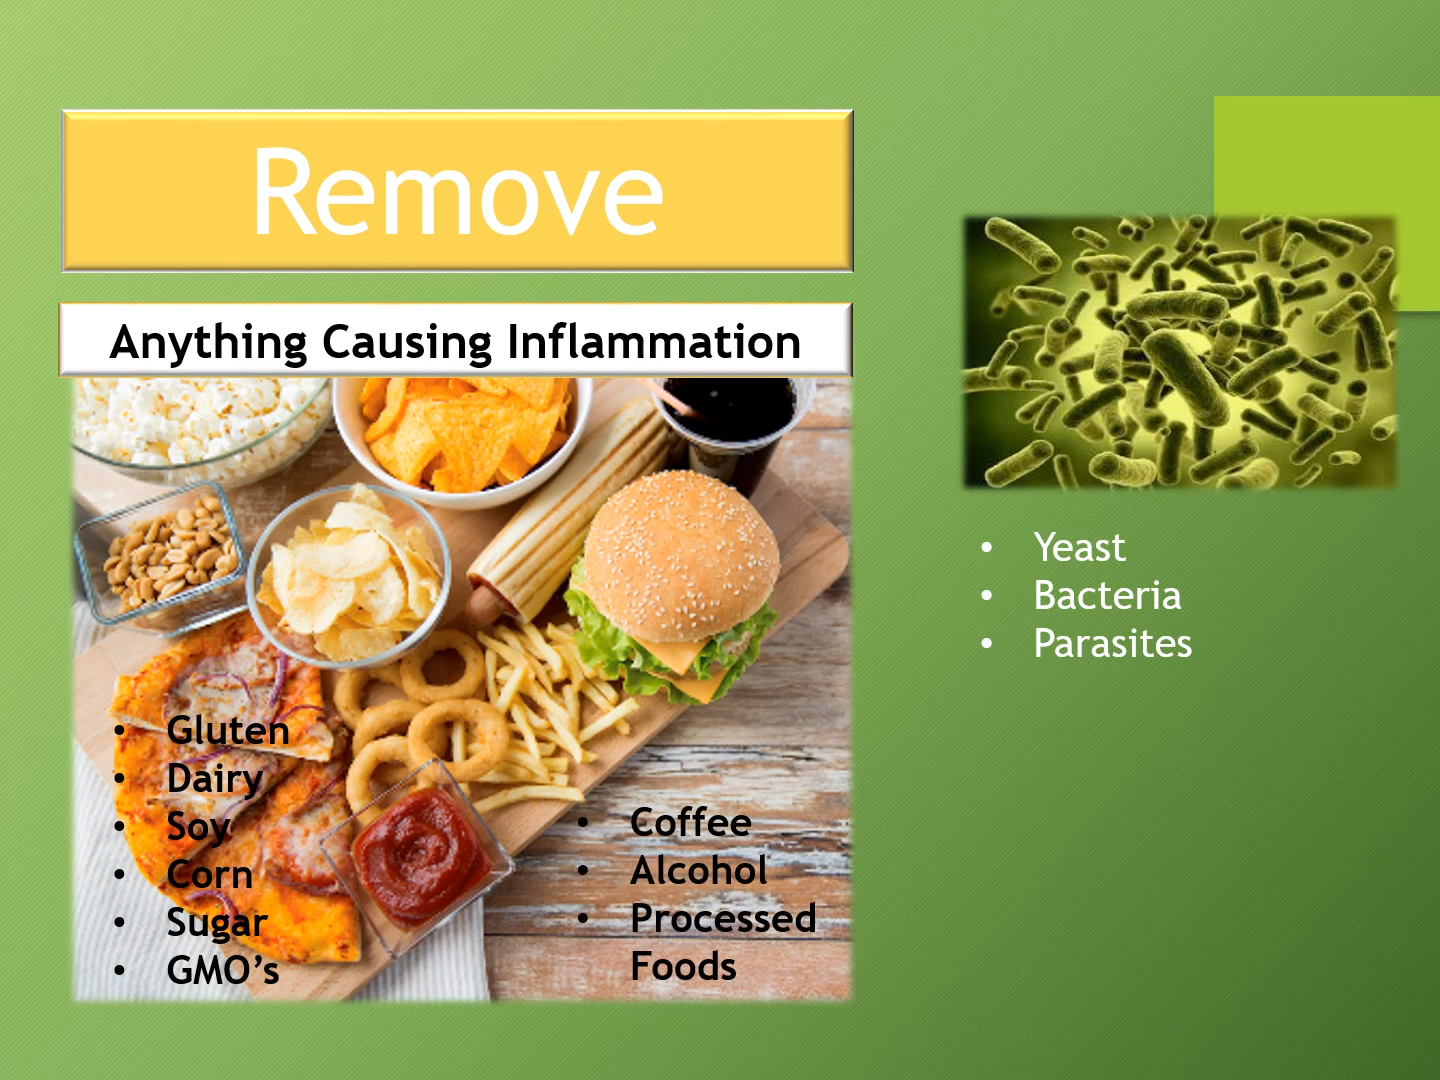 Remove
Anything Causing Inflammation
• Gluten
• Dairy
• Soy
• Corn
• Sugar
• GMO’s
• Coffee
• Alcohol
• Processed
Foods
• Yeast
• Bacteria
• Parasites